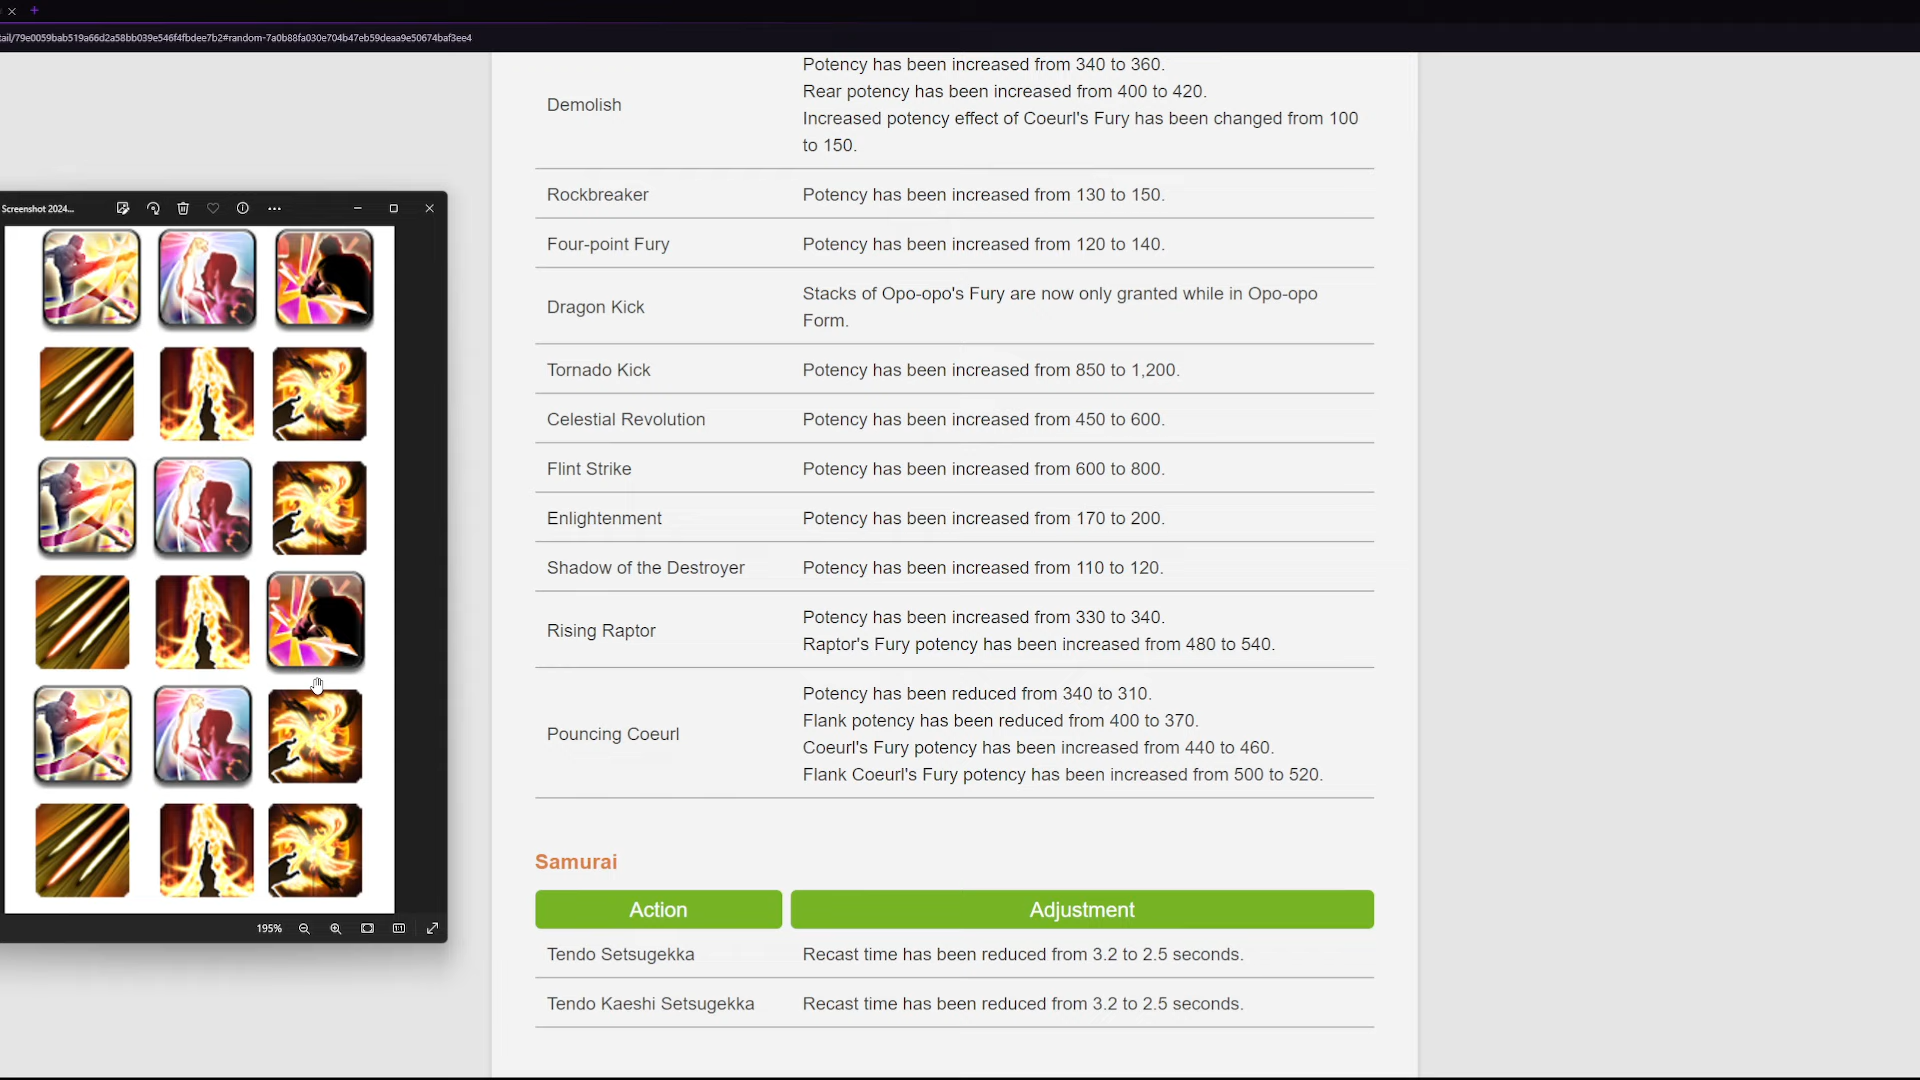 ail/79e0059bab519a66d2a58bb039e546f4fbdee7b2#random-7a0b88fa030e704b47eb59deaa9e50674baf3ee4
Potency has been increased from 340 to 360.
Demolish
Rear potency has been increased from 400 to 420.
Increased potency effect of Coeurl's Fury has been changed from 100
to 150.
Rockbreaker
Potency has been increased from 130 to 150.
Screenshot 2024...
Four-point Fury
Potency has been increased from 120 to 140.
Dragon Kick
Stacks of Opo-opo's Fury are now only granted while in Opo-opo
Form.
Tornado Kick
Potency has been increased from 850 to 1,200.
Celestial Revolution
Potency has been increased from 450 to 600.
Flint Strike
Potency has been increased from 600 to 800.
Enlightenment
Potency has been increased from 170 to 200.
Shadow of the Destroyer
Potency has been increased from 110 to 120.
Rising Raptor
Potency has been increased from 330 to 340.
Raptor's Fury potency has been increased from 480 to 540.
Pouncing Coeurl
Potency has been reduced from 340 to 310.
Flank potency has been reduced from 400 to 370.
Coeurl's Fury potency has been increased from 440 to 460.
Flank Coeurl's Fury potency has been increased from 500 to 520.
Samurai
Action
Adjustment
195%
Tendo Setsugekka
Recast time has been reduced from 3.2 to 2.5 seconds.
Tendo Kaeshi Setsugekka
Recast time has been reduced from 3.2 to 2.5 seconds.